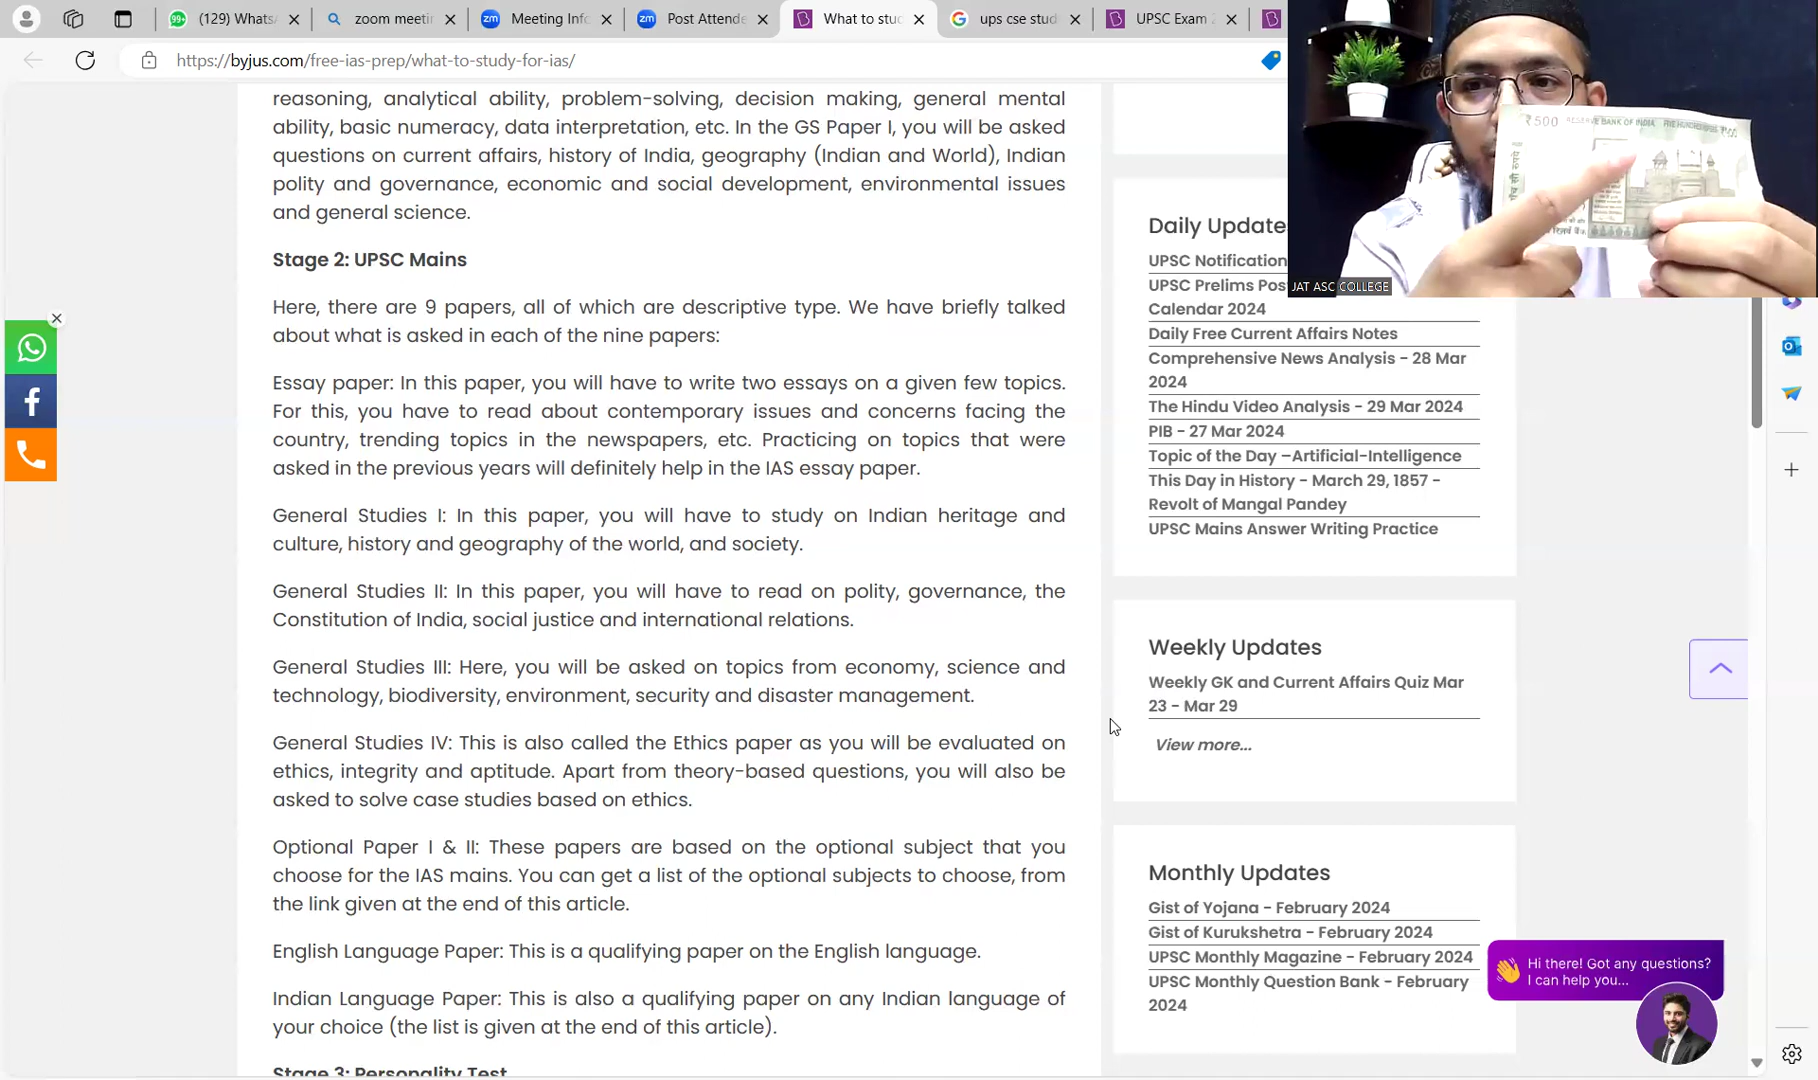 (129) Whats
zoom meeti
Meeting Info
Post Attende
What to stu
ups cse stud
UPSC Exam 2
https://byjus.com/free-ias-prep/what-to-study-for-ias/
reasoning, analytical ability, problem-solving, decision making, general mental
ability, basic numeracy, data interpretation, etc. In the GS Paper I, you will be asked
questions on current affairs, history of India, geography (Indian and World), Indian
polity and governance, economic and social development, environmental issues
and general science.
Stage 2: UPSC Mains
Here, there are 9 papers, all of which are descriptive type. We have briefly talked
about what is asked in each of the nine papers:
Essay paper: In this paper, you will have to write two essays on a given few topics.
For this, you have to read about contemporary issues and concerns facing the
country, trending topics in the newspapers, etc. Practicing on topics that were
asked in the previous years will definitely help in the IAS essay paper.
General Studies I: In this paper, you will have to study on Indian heritage and
culture, history and geography of the world, and society.
General Studies II: In this paper, you will have to read on polity, governance, the
Constitution of India, social justice and international relations.
General Studies III: Here, you will be asked on topics from economy, science and
technology, biodiversity, environment, security and disaster management.
General Studies IV: This is also called the Ethics paper as you will be evaluated on
ethics, integrity and aptitude. Apart from theory-based questions, you will also be
asked to solve case studies based on ethics.
Optional Paper I & II: These papers are based on the optional subject that you
choose for the IAS mains. You can get a list of the optional subjects to choose, from
the link given at the end of this article.
English Language Paper: This is a qualifying paper on the English language.
Indian Language Paper: This is also a qualifying paper on any Indian language of
your choice (the list is given at the end of this article).
Stage 3: Personality Test
₹500 RESERVE BANK OF INDIA
JAT ASC COLLEGE
Daily Update
UPSC Notification
UPSC Prelims Pos
Calendar 2024
Daily Free Current Affairs Notes
Comprehensive News Analysis - 28 Mar
2024
The Hindu Video Analysis - 29 Mar 2024
PIB - 27 Mar 2024
Topic of the Day –Artificial-Intelligence
This Day in History - March 29, 1857 -
Revolt of Mangal Pandey
UPSC Mains Answer Writing Practice
Weekly Updates
Weekly GK and Current Affairs Quiz Mar
23 - Mar 29
View more...
Monthly Updates
Gist of Yojana - February 2024
Gist of Kurukshetra - February 2024
UPSC Monthly Magazine - February 2024
UPSC Monthly Question Bank - February
2024
Hi there! Got any questions?
I can help you...